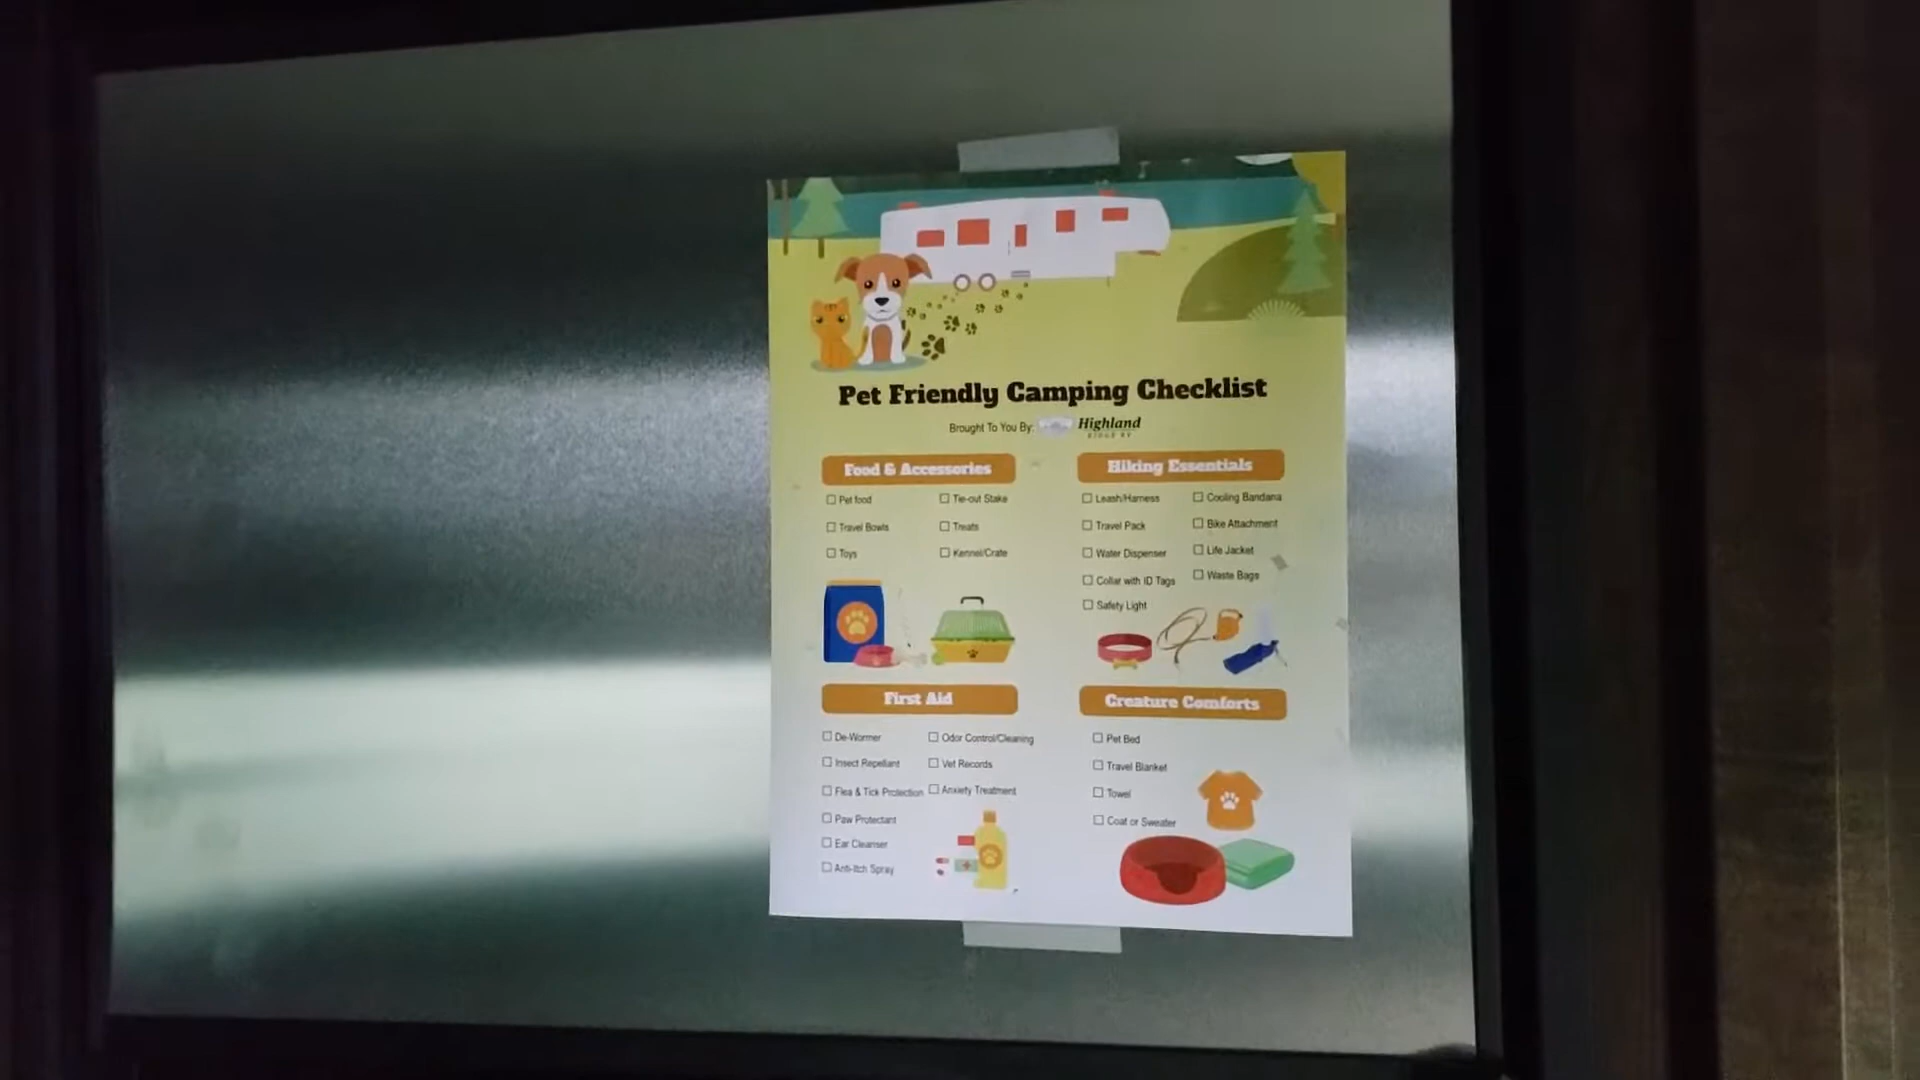 Pet Friendly Camping Checklist
Brought To You By: Highland
RIDGE RV
Food & Accessories
Pet food
Travel Bowls
Toys
Tie-out Stake
Treats
Kennel/Crate
Hiking Essentials
Leash/Harness
Travel Pack
Water Dispenser
Collar with ID Tags
Safety Light
Cooling Bandana
Bike Attachment
Life Jacket
Waste Bags
First Aid
De-Wormer
Insect Repellant
Flea & Tick Protection
Paw Protectant
Ear Cleanser
Anti-Itch Spray
Odor Control/Cleaning
Vet Records
Anxiety Treatment
Creature Comforts
Pet Bed
Travel Blanket
Towel
Coat or Sweater